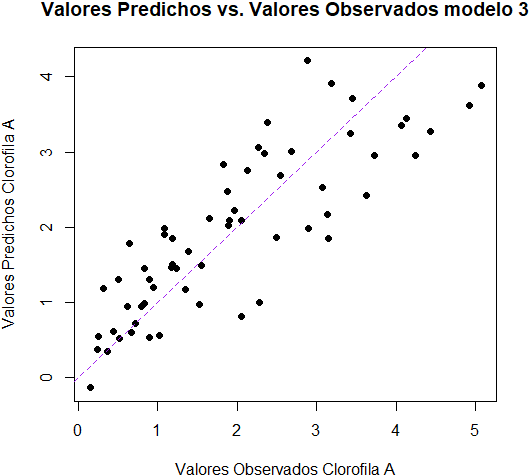 Valores Predichos vs. Valores Observados modelo 3
Valores Predichos Clorofila A
4
3
2
1
0
0 1 2 3 4 5
Valores Observados Clorofila A